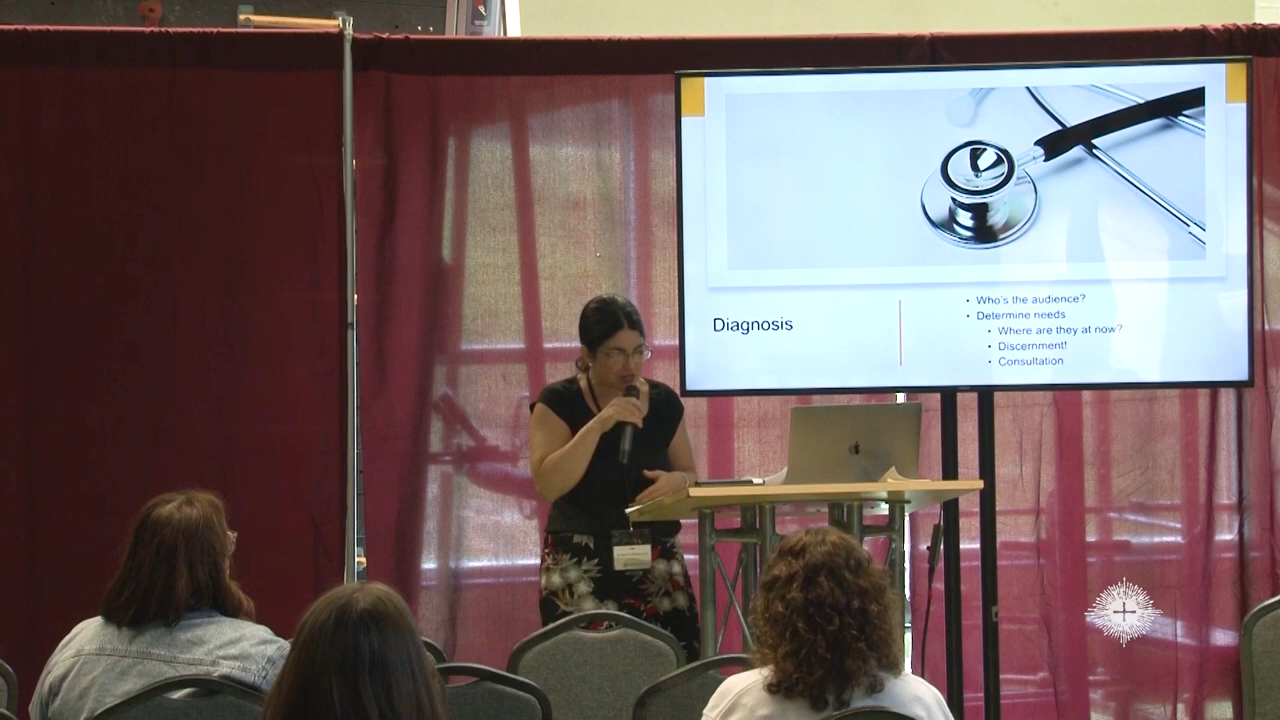 Diagnosis
• Who's the audience?
• Determine needs
• Where are they at now?
• Discernment!
• Consultation